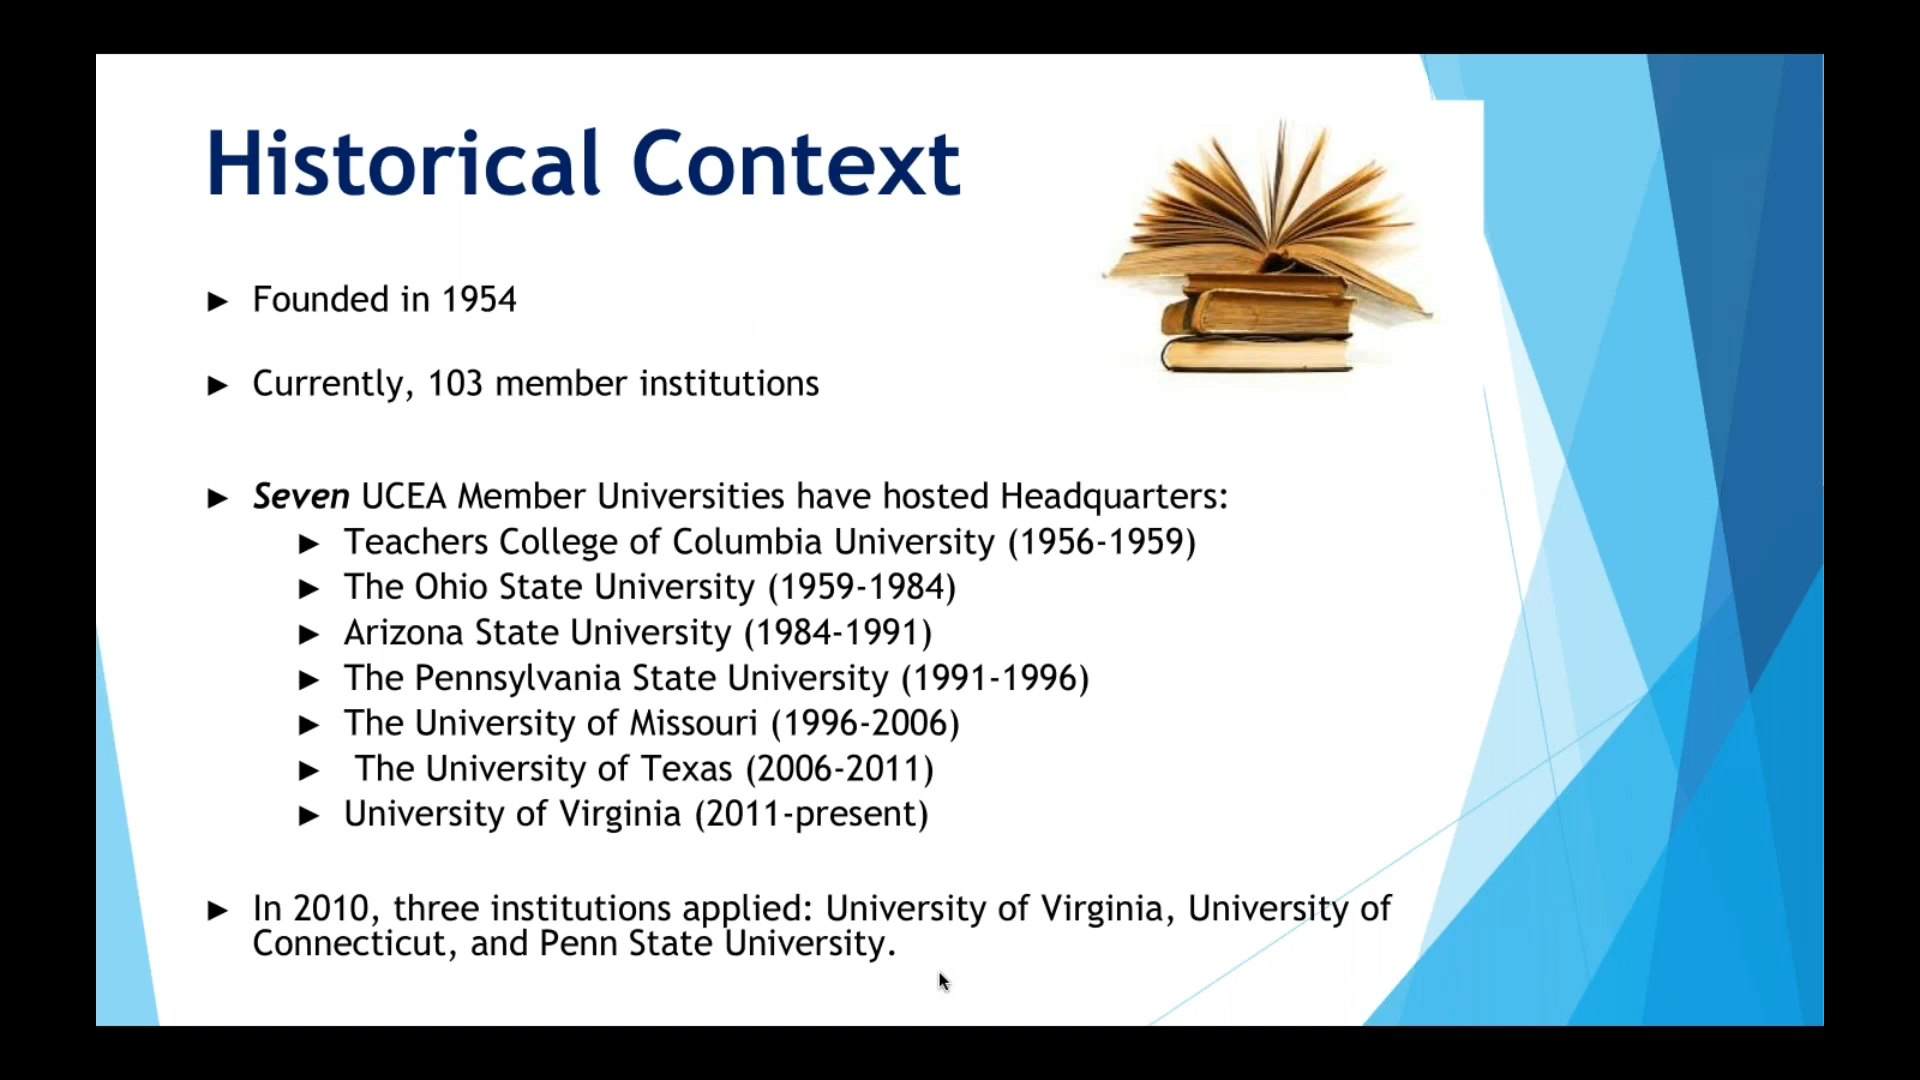 Historical Context
► Founded in 1954
► Currently, 103 member institutions
► Seven UCEA Member Universities have hosted Headquarters:
► Teachers College of Columbia University (1956-1959)
► The Ohio State University (1959-1984)
► Arizona State University (1984-1991)
► The Pennsylvania State University (1991-1996)
► The University of Missouri (1996-2006)
► The University of Texas (2006-2011)
► University of Virginia (2011-present)
► In 2010, three institutions applied: University of Virginia, University of
Connecticut, and Penn State University.